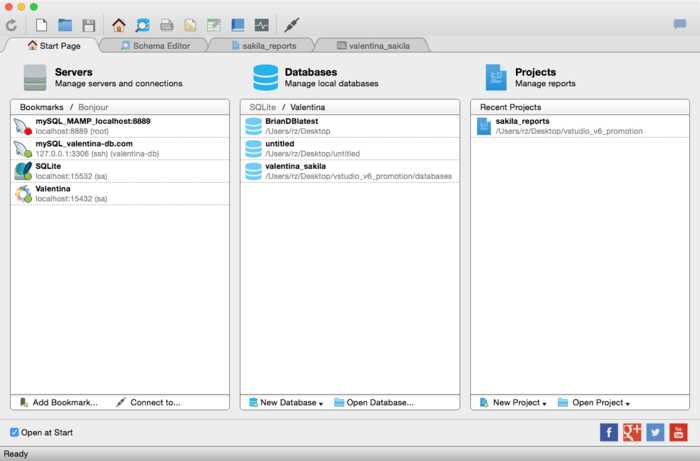 Start Page
Schema Editor
sakila_reports
valentina_sakila
Servers
Manage servers and connections
Databases
Manage local databases
Projects
Manage reports
Bookmarks / Bonjour
mySQL_MAMP_localhost:8889
localhost:8889 (root)
mySQL_valentina-db.com
127.0.0.1:3306 (ssh) (valentina-db)
SQLite
localhost:15532 (sa)
Valentina
localhost:15432 (sa)
Add Bookmark...
Connect to...
SQLite / Valentina
BrianDBlatest
/Users/rz/Desktop
untitled
/Users/rz/Desktop/untitled
valentina_sakila
/Users/rz/Desktop/vstudio_v6_promotion/databases
New Database
Open Database...
Recent Projects
sakila_reports
/Users/rz/Desktop/vstudio_v6_promotion
New Project
Open Project
Open at Start
f
g+
You
Tube
Ready